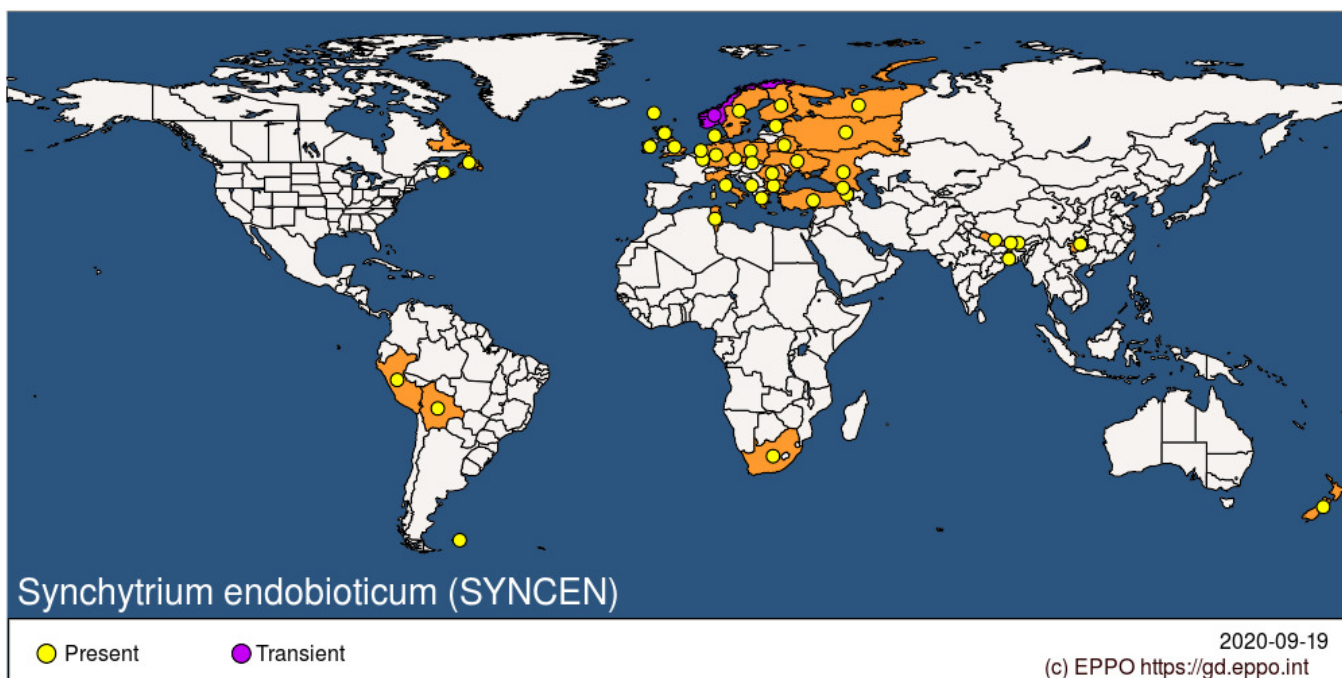 Synchytrium endobioticum (SYNCEN)
Present
Transient
2020-09-19
(c) EPPO https://gd.eppo.int